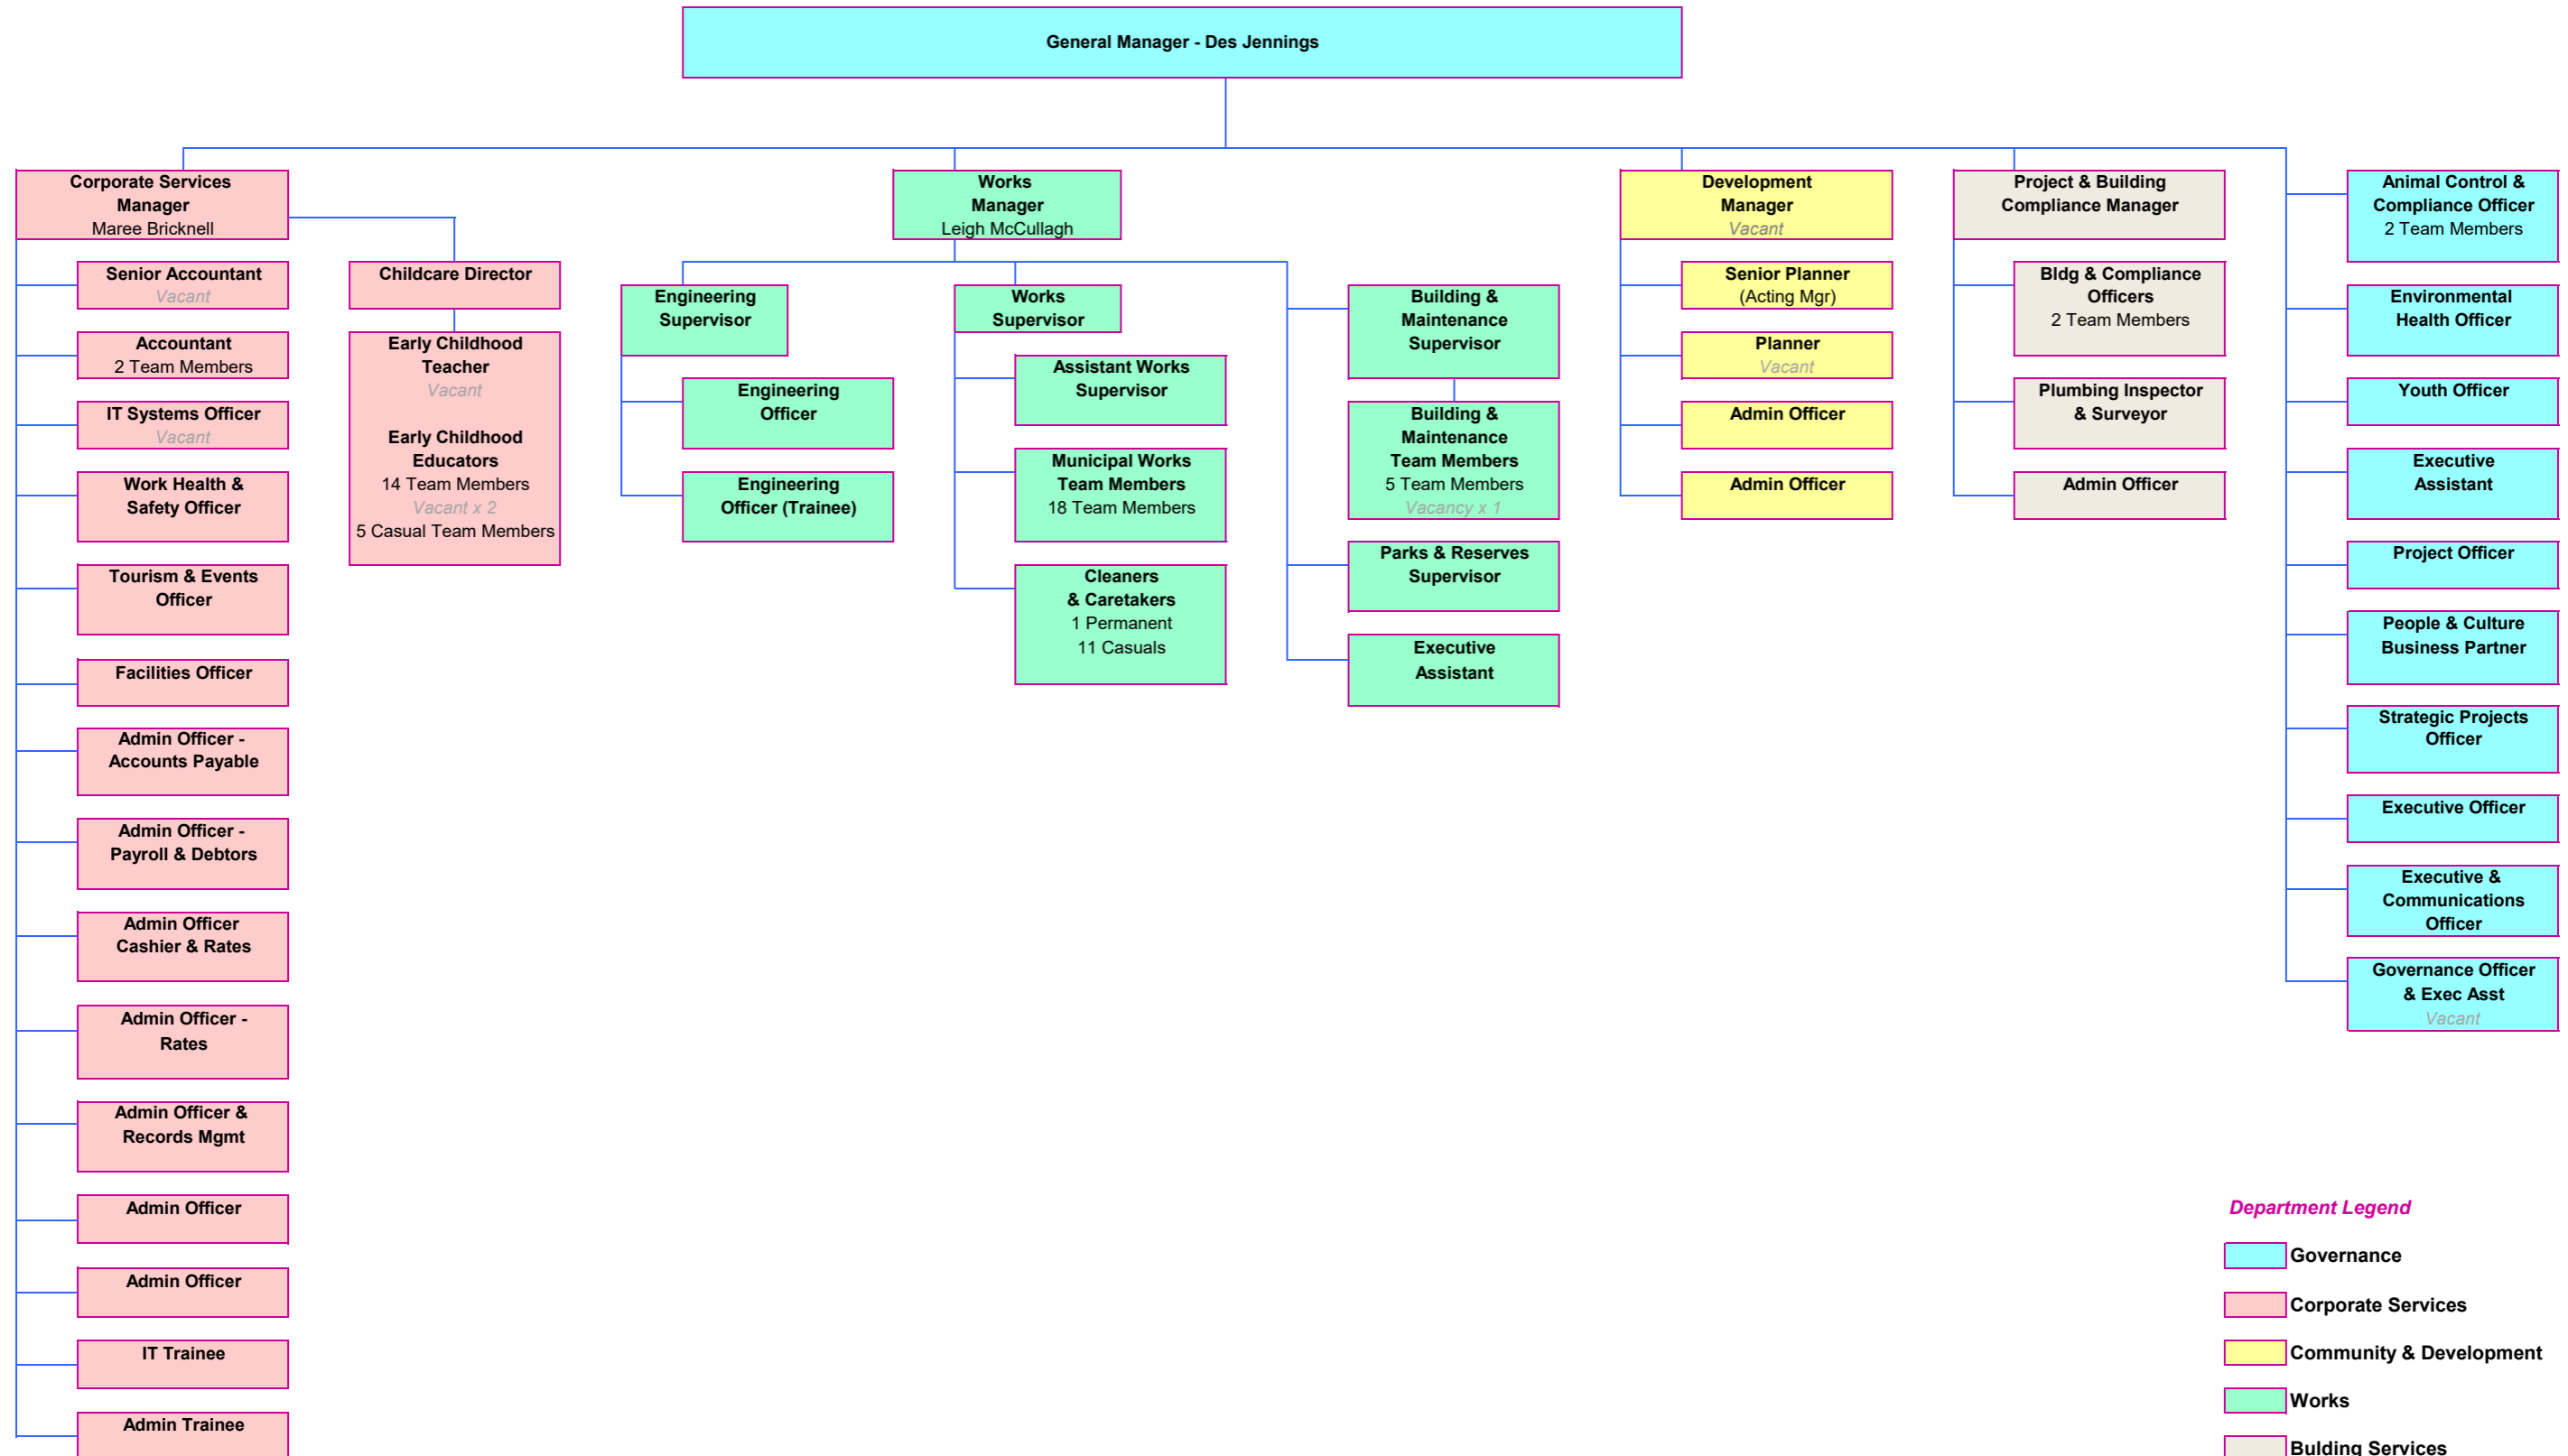 General Manager - Des Jennings
Corporate Services
Manager
Maree Bricknell
Senior Accountant
Vacant
Accountant
2 Team Members
IT Systems Officer
Vacant
Work Health &
Safety Officer
Tourism & Events
Officer
Facilities Officer
Admin Officer -
Accounts Payable
Admin Officer -
Payroll & Debtors
Admin Officer
Cashier & Rates
Admin Officer -
Rates
Admin Officer &
Records Mgmt
Admin Officer
Admin Officer
IT Trainee
Admin Trainee
Childcare Director
Early Childhood
Teacher
Vacant
Early Childhood
Educators
14 Team Members
Vacant x 2
5 Casual Team Members
Works
Manager
Leigh McCullagh
Engineering
Supervisor
Engineering
Officer
Engineering
Officer (Trainee)
Works
Supervisor
Assistant Works
Supervisor
Municipal Works
Team Members
18 Team Members
Cleaners
& Caretakers
1 Permanent
11 Casuals
Building &
Maintenance
Supervisor
Building &
Maintenance
Team Members
5 Team Members
Vacancy x 1
Parks & Reserves
Supervisor
Executive
Assistant
Development
Manager
Vacant
Senior Planner
(Acting Mgr)
Planner
Vacant
Admin Officer
Admin Officer
Project & Building
Compliance Manager
Bldg & Compliance
Officers
2 Team Members
Plumbing Inspector
& Surveyor
Admin Officer
Animal Control &
Compliance Officer
2 Team Members
Environmental
Health Officer
Youth Officer
Executive
Assistant
Project Officer
People & Culture
Business Partner
Strategic Projects
Officer
Executive Officer
Executive &
Communications
Officer
Governance Officer
& Exec Asst
Vacant
Department Legend
Governance
Corporate Services
Community & Development
Works
Bulding Services